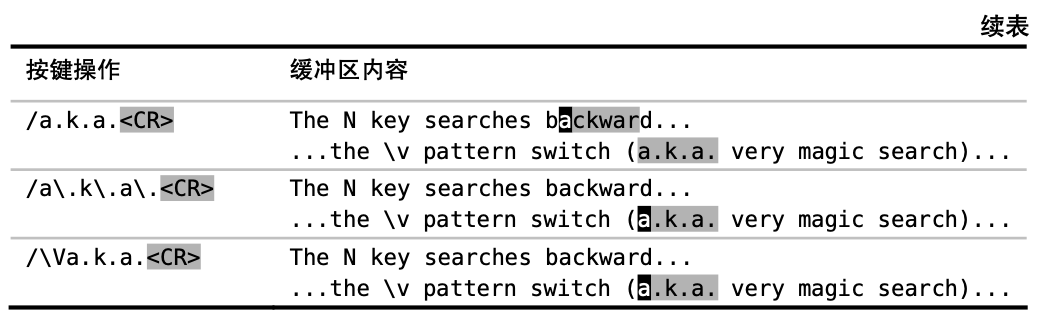 续表
按键操作 缓冲区内容
/a.k.a.<CR> The N key searches backward...
...the \v pattern switch (a.k.a. very magic search)...
/a\.k\.a\.<CR> The N key searches backward...
...the \v pattern switch (a.k.a. very magic search)...
/\Va.k.a.<CR> The N key searches backward...
...the \v pattern switch (a.k.a. very magic search)...